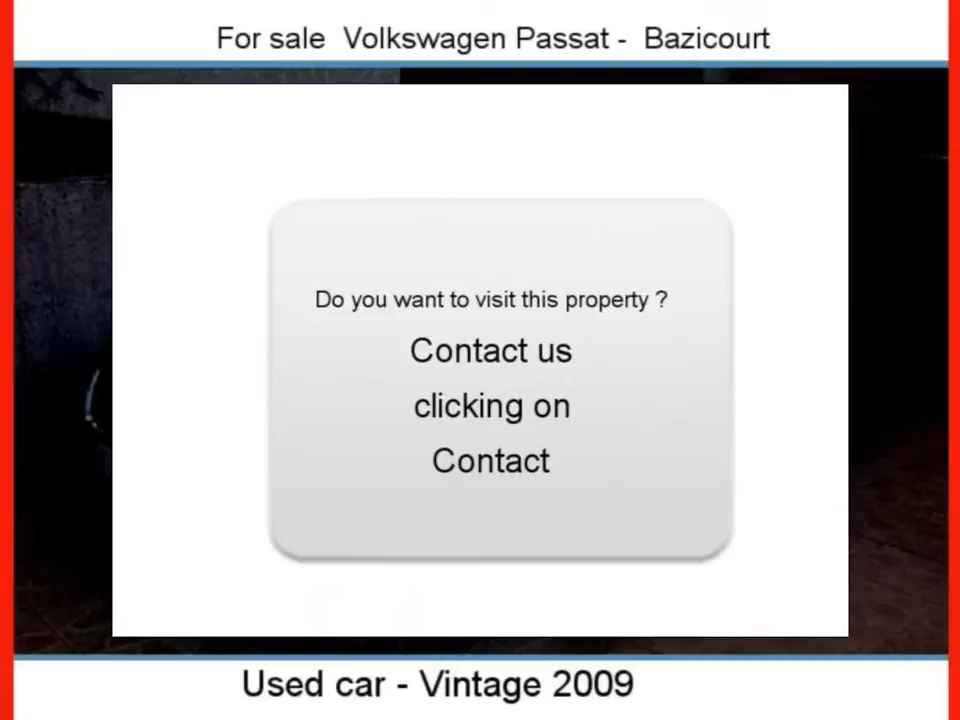 For sale  Volkswagen Passat -  Bazicourt
Do you want to visit this property ?
Contact us
clicking on
Contact
Used car - Vintage 2009